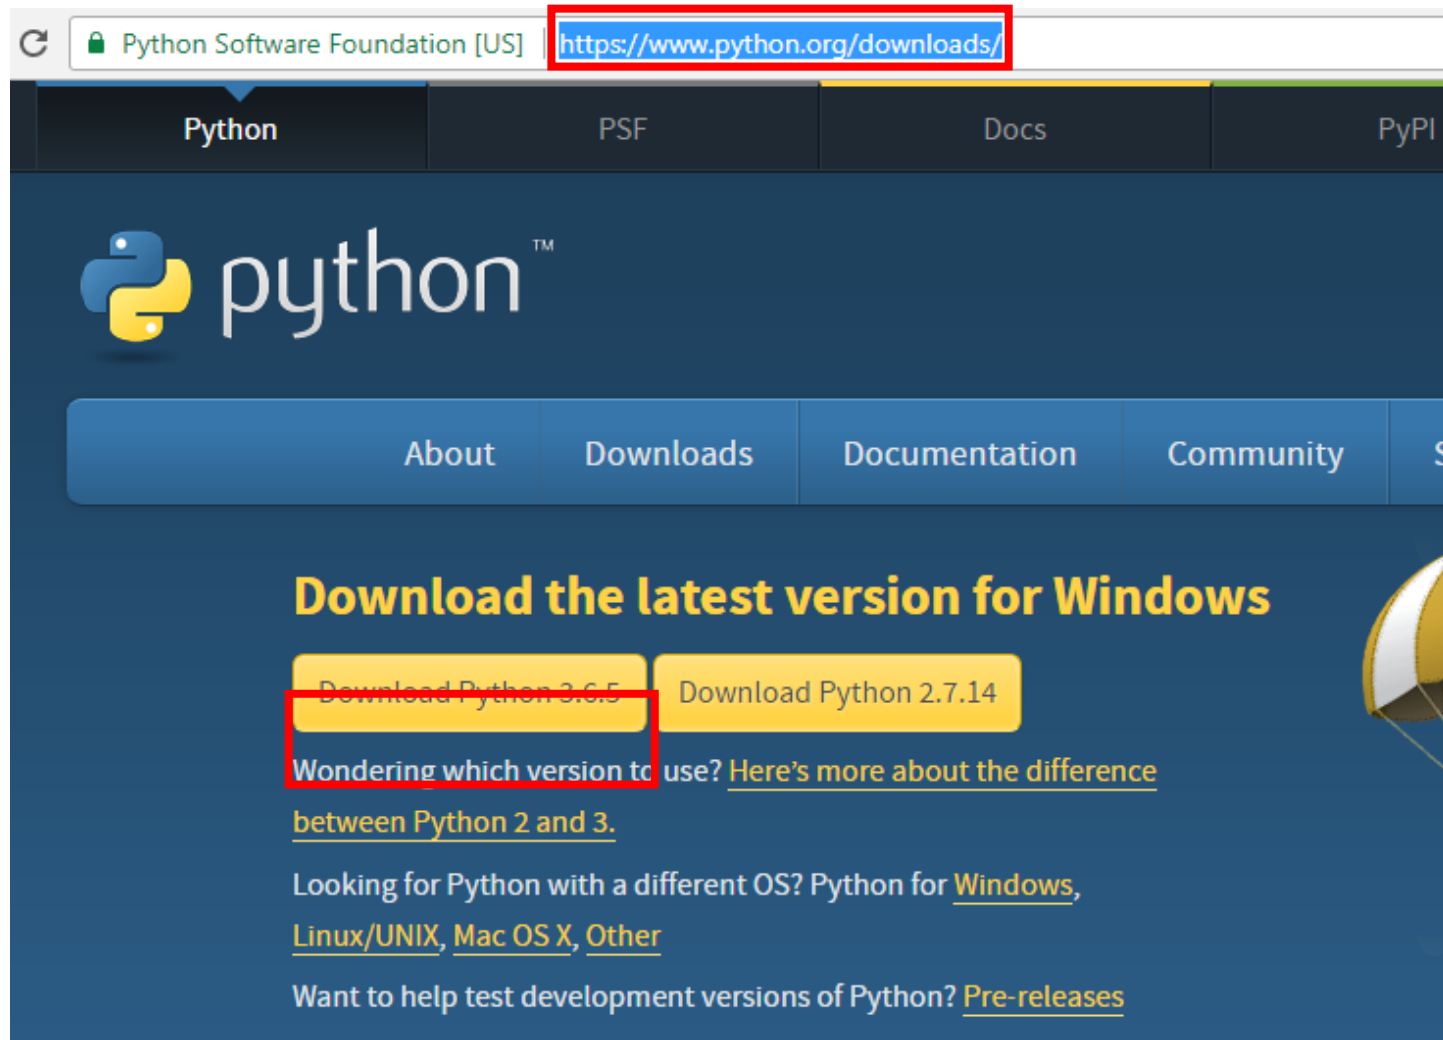 Python Software Foundation [US] | https://www.python.org/downloads/
Python PSF Docs PyPI
python™
About Downloads Documentation Community S
Download the latest version for Windows
Download Python 3.6.5 Download Python 2.7.14
Wondering which version to use? Here's more about the difference
between Python 2 and 3.
Looking for Python with a different OS? Python for Windows,
Linux/UNIX, Mac OS X, Other
Want to help test development versions of Python? Pre-releases